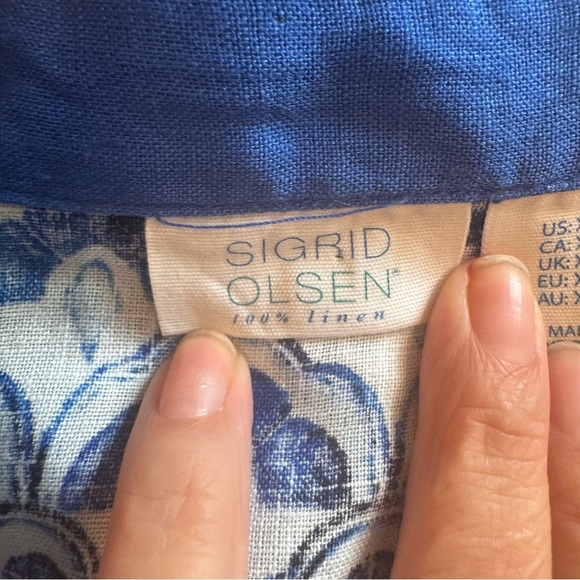 SIGRID
OLSEN®
100% linen
US: X
CA: X
UK: X
EU: X
AU: X